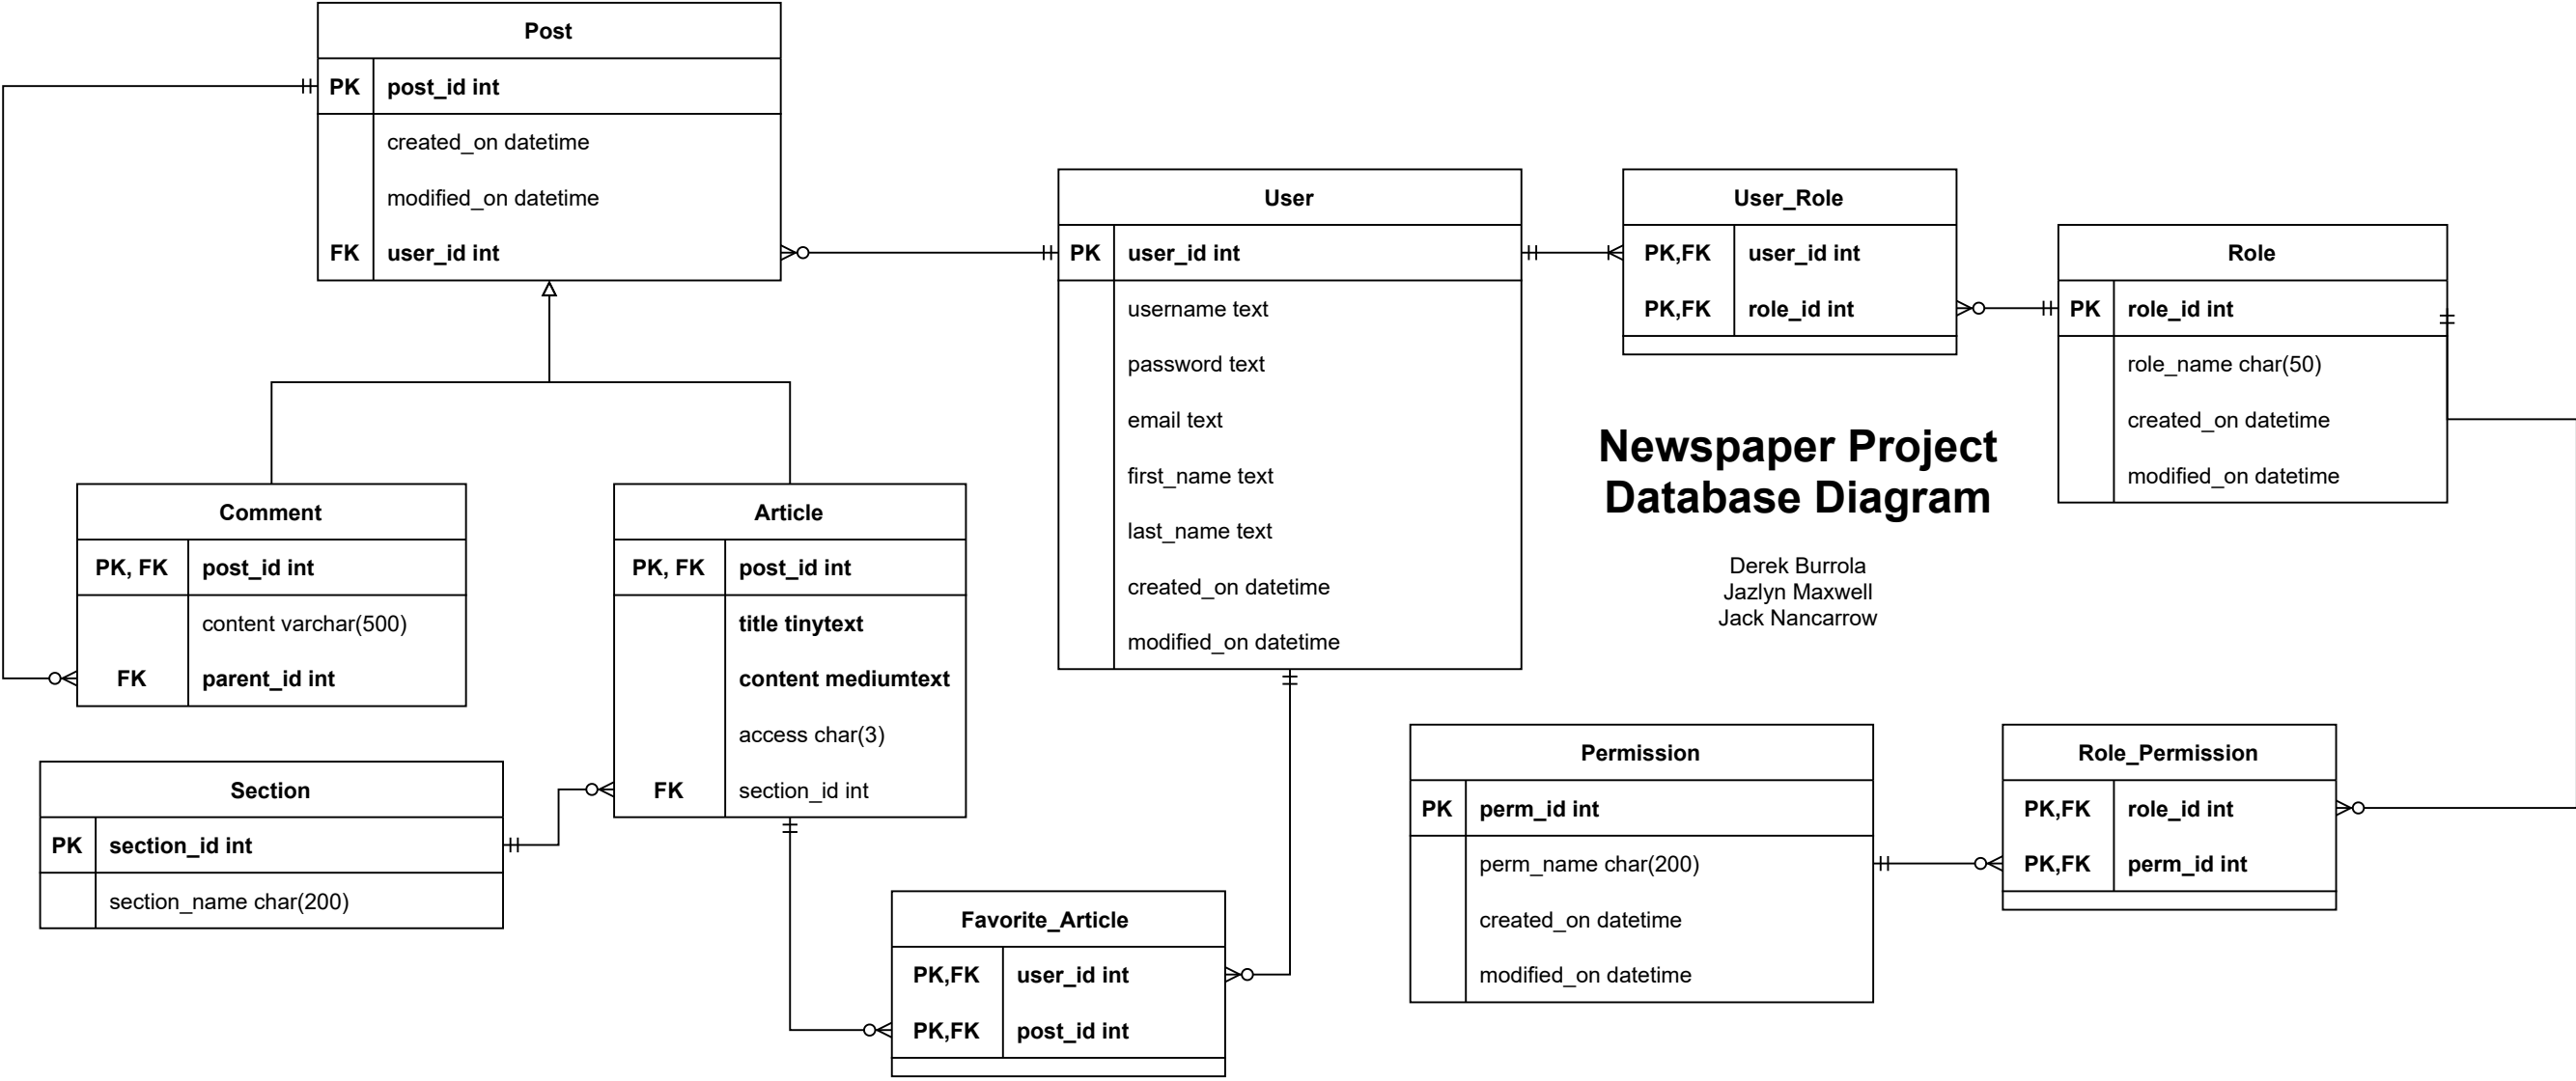 Post
PK post_id int
created_on datetime
modified_on datetime
FK user_id int
User
PK user_id int
username text
password text
email text
first_name text
last_name text
created_on datetime
modified_on datetime
User_Role
PK,FK user_id int
PK,FK role_id int
Role
PK role_id int
role_name char(50)
created_on datetime
modified_on datetime
Newspaper Project
Database Diagram
Derek Burrola
Jazlyn Maxwell
Jack Nancarrow
Comment
PK, FK post_id int
content varchar(500)
FK parent_id int
Article
PK, FK post_id int
title tinytext
content mediumtext
access char(3)
FK section_id int
Section
PK section_id int
section_name char(200)
Favorite_Article
PK,FK user_id int
PK,FK post_id int
Permission
PK perm_id int
perm_name char(200)
created_on datetime
modified_on datetime
Role_Permission
PK,FK role_id int
PK,FK perm_id int